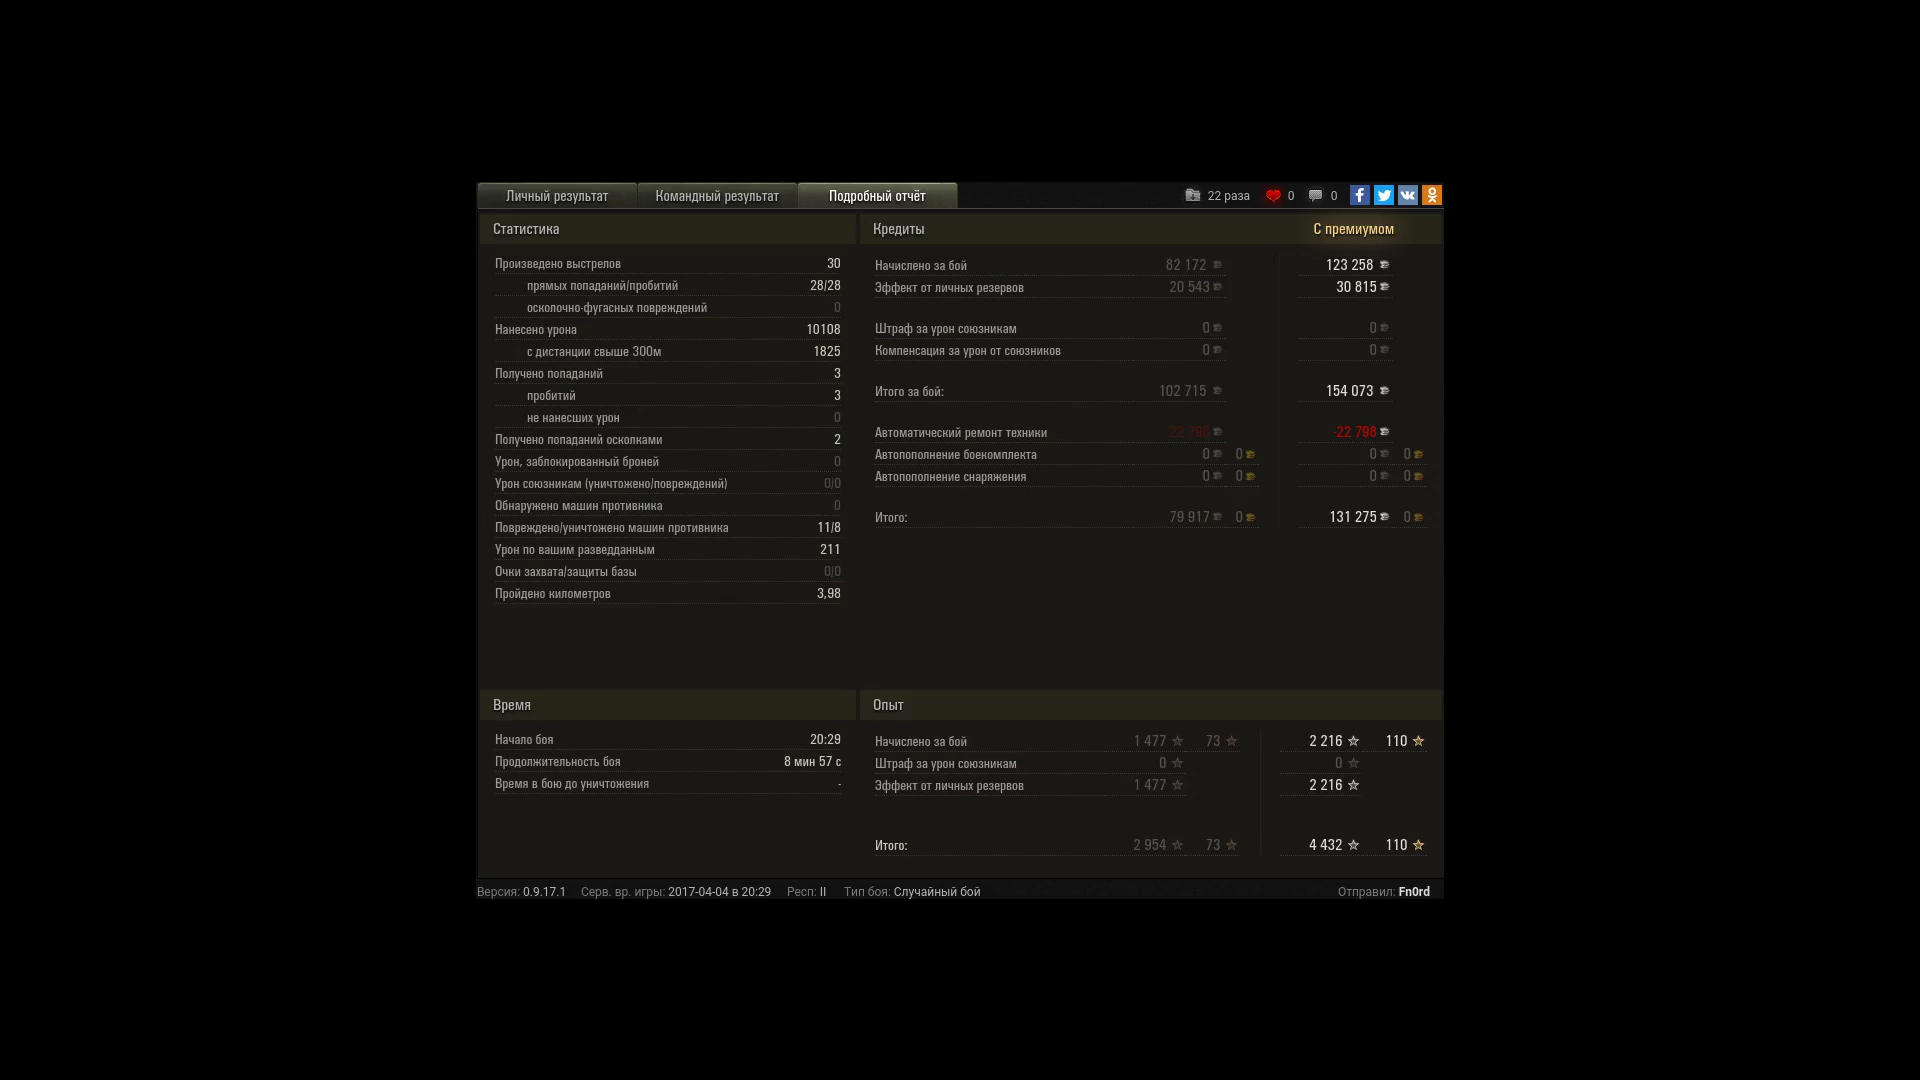 Личный результат Командный результат Подробный отчёт 22 раза 0 0
Статистика
Произведено выстрелов 30
прямых попаданий/пробитий 28/28
осколочно-фугасных повреждений 0
Нанесено урона 10108
с дистанции свыше 300м 1825
Получено попаданий 3
пробитий 3
не нанесших урон 0
Получено попаданий осколками 2
Урон, заблокированный броней 0
Урон союзникам (уничтожено/повреждений) 0/0
Обнаружено машин противника 0
Повреждено/уничтожено машин противника 11/8
Урон по вашим разведданным 211
Очки захвата/защиты базы 0/0
Пройдено километров 3,98
Кредиты С премиумом
Начислено за бой 82 172 123 258
Эффект от личных резервов 20 543 30 815
Штраф за урон союзникам 0 0
Компенсация за урон от союзников 0 0
Итого за бой: 102 715 154 073
Автоматический ремонт техники -22 798 -22 798
Автопополнение боекомплекта 0 0 0 0
Автопополнение снаряжения 0 0 0 0
Итого: 79 917 0 131 275 0
Время
Начало боя 20:29
Продолжительность боя 8 мин 57 с
Время в бою до уничтожения -
Опыт
Начислено за бой 1 477 73 2 216 110
Штраф за урон союзникам 0 0
Эффект от личных резервов 1 477 2 216
Итого: 2 954 73 4 432 110
Версия: 0.9.17.1 Серв. вр. игры: 2017-04-04 в 20:29 Респ: II Тип боя: Случайный бой Отправил: Fn0rd